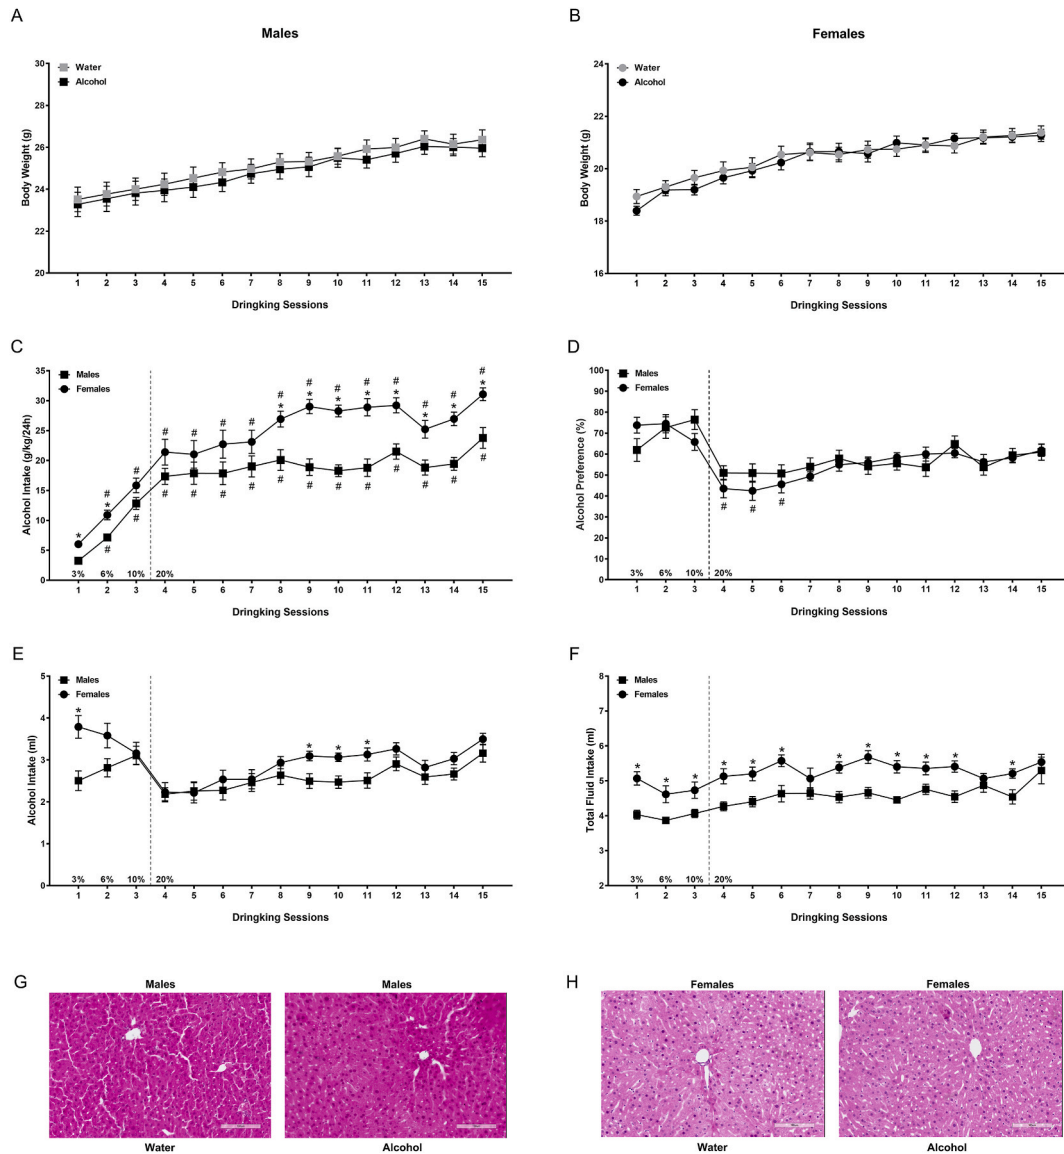 A
Males
Water
Alcohol
Body Weight (g)
30
28
26
24
22
20
1 2 3 4 5 6 7 8 9 10 11 12 13 14 15
Dringking Sessions
B
Females
Water
Alcohol
Body Weight (g)
24
22
20
18
16
1 2 3 4 5 6 7 8 9 10 11 12 13 14 15
Dringking Sessions
C
Males
Females
Alcohol Intake (g/kg/24h)
35
30
25
20
15
10
5
0
# # # # # # # # # # # # # #
* * * * * * * * * *
# # # # # # # # # # #
3% 6% 10% 20%
1 2 3 4 5 6 7 8 9 10 11 12 13 14 15
Dringking Sessions
D
Males
Females
Alcohol Preference (%)
100
90
80
70
60
50
40
30
20
10
0
# # #
3% 6% 10% 20%
1 2 3 4 5 6 7 8 9 10 11 12 13 14 15
Dringking Sessions
E
Males
Females
Alcohol Intake (ml)
5
4
3
2
1
0
* * * *
3% 6% 10% 20%
1 2 3 4 5 6 7 8 9 10 11 12 13 14 15
Dringking Sessions
F
Males
Females
Total Fluid Intake (ml)
8
7
6
5
4
3
2
* * * * * * * * * * * *
3% 6% 10% 20%
1 2 3 4 5 6 7 8 9 10 11 12 13 14 15
Dringking Sessions
G
Males
Males
Water
Alcohol
H
Females
Females
Water
Alcohol